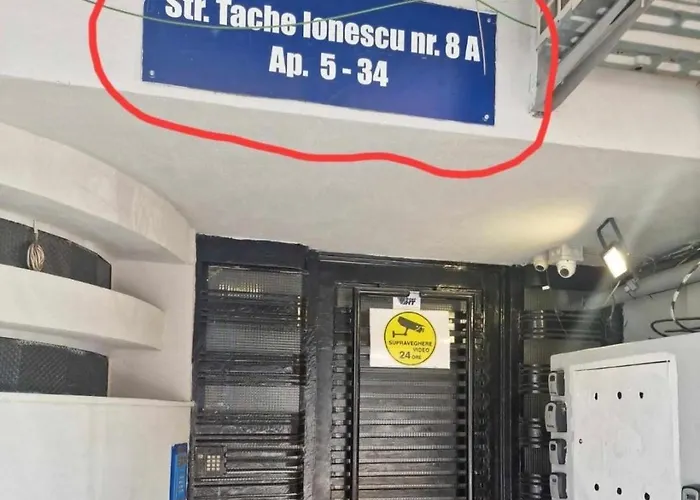 Str. Tache Ionescu nr. 8 A
Ap. 5 - 34
SUPRAVEGHERE
VIDEO
24 ORE